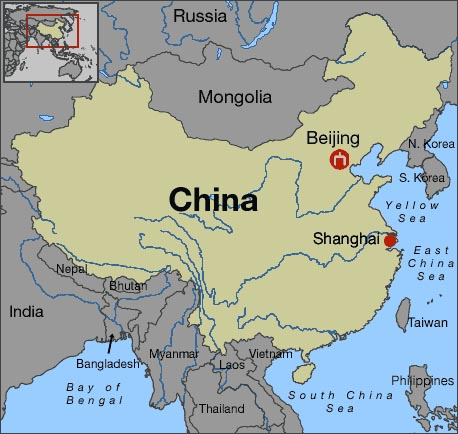 Russia
Mongolia
Beijing
N. Korea
S. Korea
China
Yellow
Sea
Shanghai
East
China
Sea
Nepal
Bhutan
India
Taiwan
Bangladesh
Myanmar
Vietnam
Laos
Bay of
Bengal
Philippines
South China
Sea
Thailand